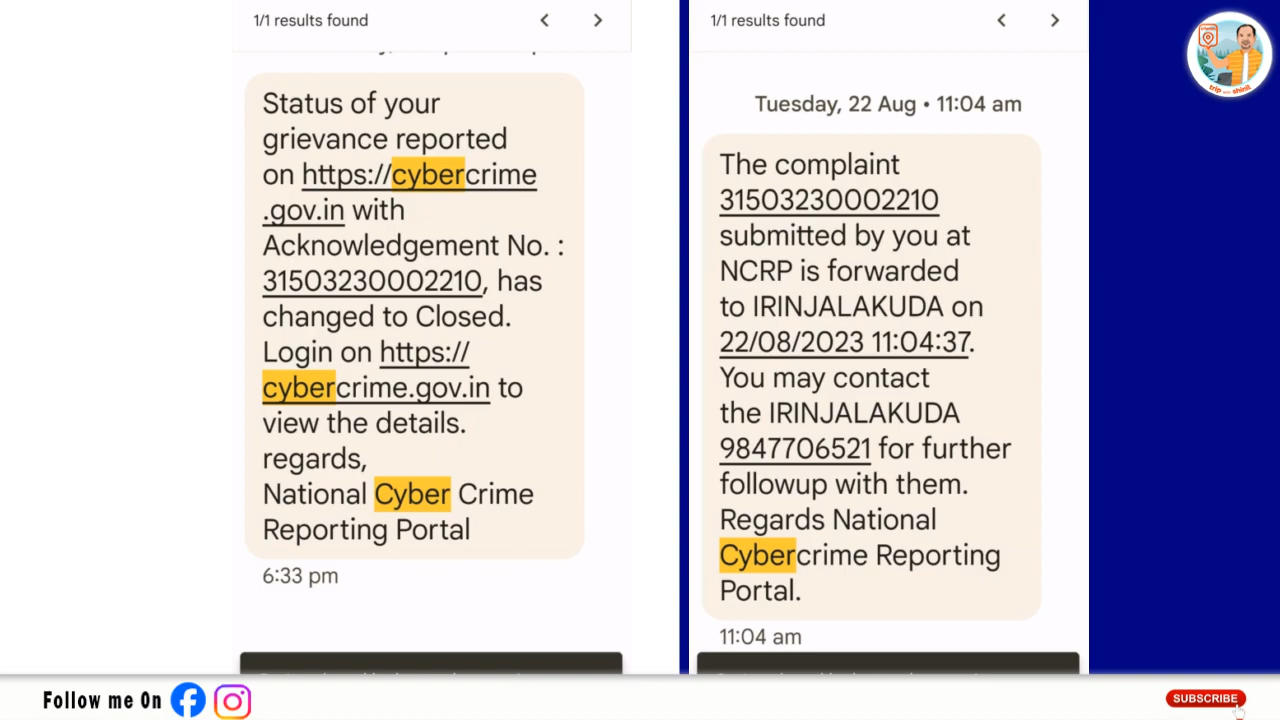 1/1 results found
Status of your
grievance reported
on https://cybercrime
.gov.in with
Acknowledgement No. :
31503230002210, has
changed to Closed.
Login on https://
cybercrime.gov.in to
view the details.
regards,
National Cyber Crime
Reporting Portal
6:33 pm
1/1 results found
Tuesday, 22 Aug • 11:04 am
The complaint
31503230002210
submitted by you at
NCRP is forwarded
to IRINJALAKUDA on
22/08/2023 11:04:37.
You may contact
the IRINJALAKUDA
9847706521 for further
followup with them.
Regards National
Cybercrime Reporting
Portal.
11:04 am
trip with shinil
Follow me On
SUBSCRIBE